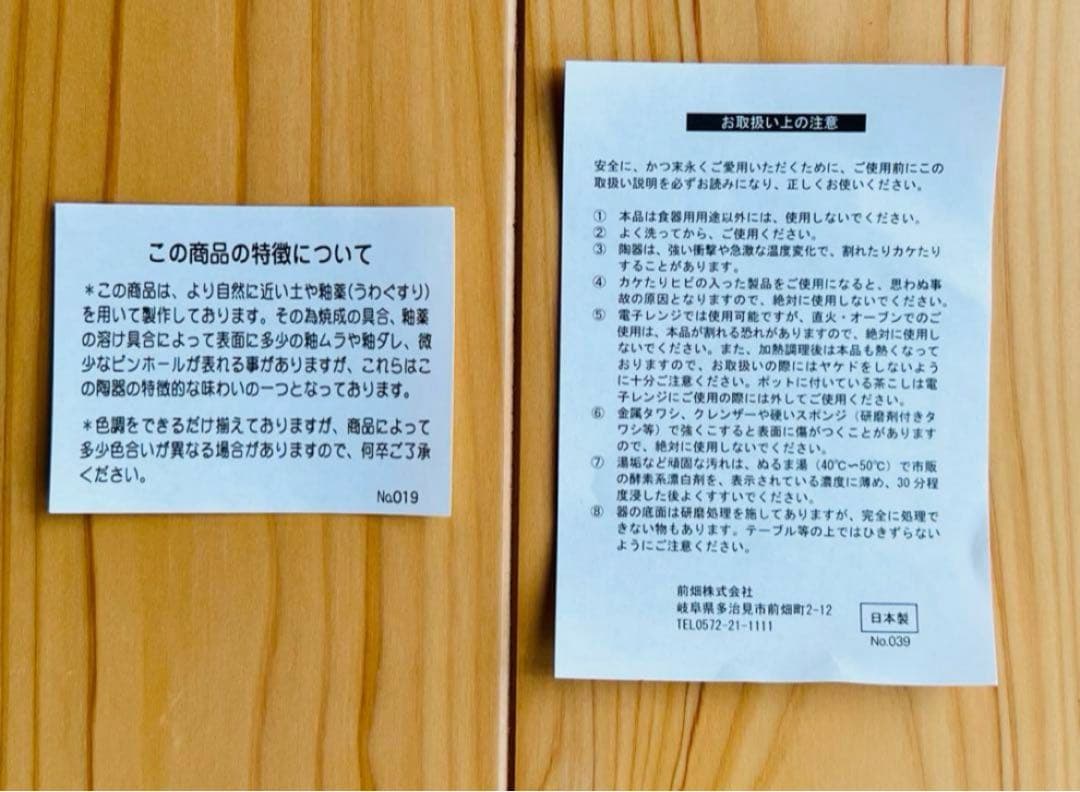 この商品の特徴について
＊この商品は、より自然に近い土や釉薬(うわぐすり)
を用いて製作しております。その為焼成の具合、釉薬
の溶け具合によって表面に多少の釉ムラや釉ダレ、微
少なピンホールが表れる事がありますが、これらはこ
の陶器の特徴的な味わいの一つとなっております。
＊色調をできるだけ揃えておりますが、商品によって
多少色合いが異なる場合がありますので、何卒ご了承
ください。
No.019
お取扱い上の注意
安全に、かつ末永くご愛用いただくために、ご使用前にこの
取扱い説明を必ずお読みになり、正しくお使いください。
① 本品は食器用用途以外には、使用しないでください。
② よく洗ってから、ご使用ください。
③ 陶器は、強い衝撃や急激な温度変化で、割れたりカケたり
することがあります。
④ カケたりヒビの入った製品をご使用になると、思わぬ事
故の原因となりますので、絶対に使用しないでください。
⑤ 電子レンジでは使用可能ですが、直火・オーブンでのご
使用は、本品が割れる恐れがありますので、絶対に使用し
ないでください。また、加熱調理後は本品も熱くなって
おりますので、お取扱いの際にはヤケドをしないよう
に十分ご注意ください。ポットに付いている茶こしは電
子レンジにご使用の際には外してご使用ください。
⑥ 金属タワシ、クレンザーや硬いスポンジ（研磨剤付きタ
ワシ等）で強くこすると表面に傷がつくことがあります
ので、絶対に使用しないでください。
⑦ 湯垢など頑固な汚れは、ぬるま湯（40℃〜50℃）で市販
の酵素系漂白剤を、表示されている濃度に薄め、30分程
度浸した後よくすすいでください。
⑧ 器の底面は研磨処理を施してありますが、完全に処理で
きない物もあります。テーブル等の上ではひきずらない
ようにご注意ください。
前畑株式会社
岐阜県多治見市前畑町2-12
TEL0572-21-1111
日本製
No.039